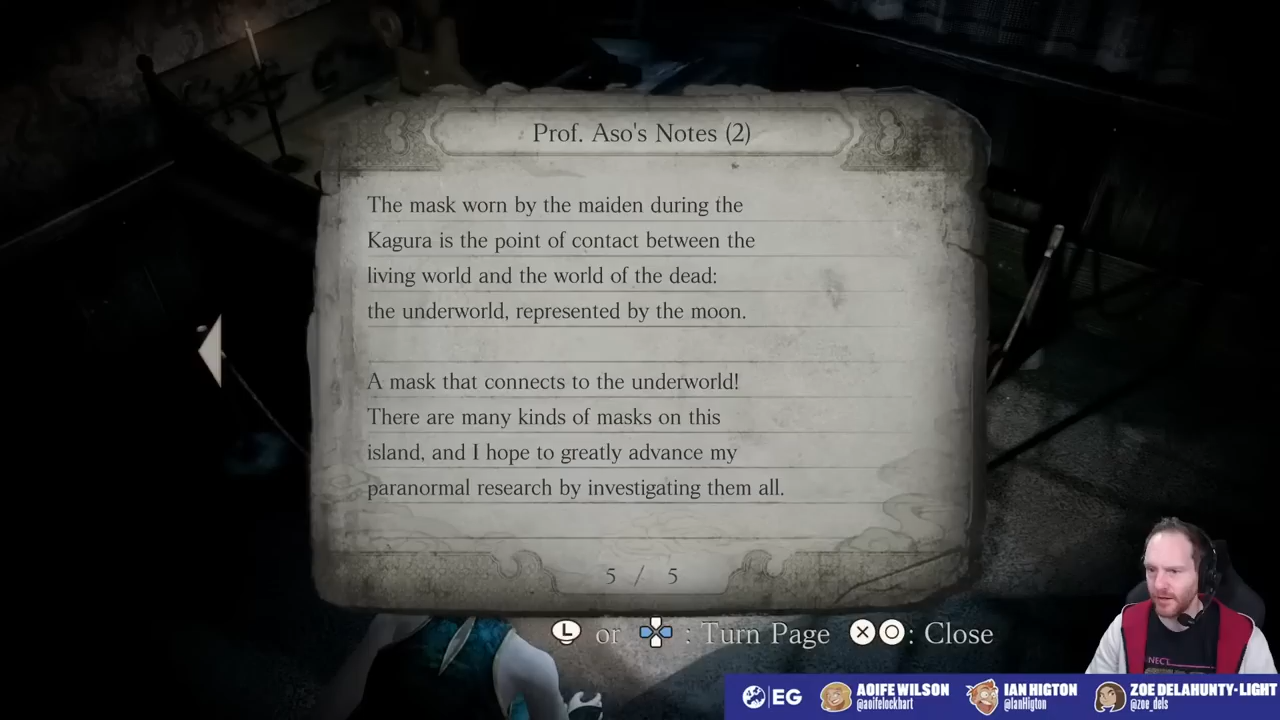 Prof. Aso's Notes (2)
The mask worn by the maiden during the
Kagura is the point of contact between the
living world and the world of the dead:
the underworld, represented by the moon.
A mask that connects to the underworld!
There are many kinds of masks on this
island, and I hope to greatly advance my
paranormal research by investigating them all.
5 / 5
L or : Turn Page X O: Close
NECT
EG
AOIFE WILSON
@aoifelockhart
IAN HIGTON
@IanHigton
ZOE DELAHUNTY-LIGHT
@zoe_dels